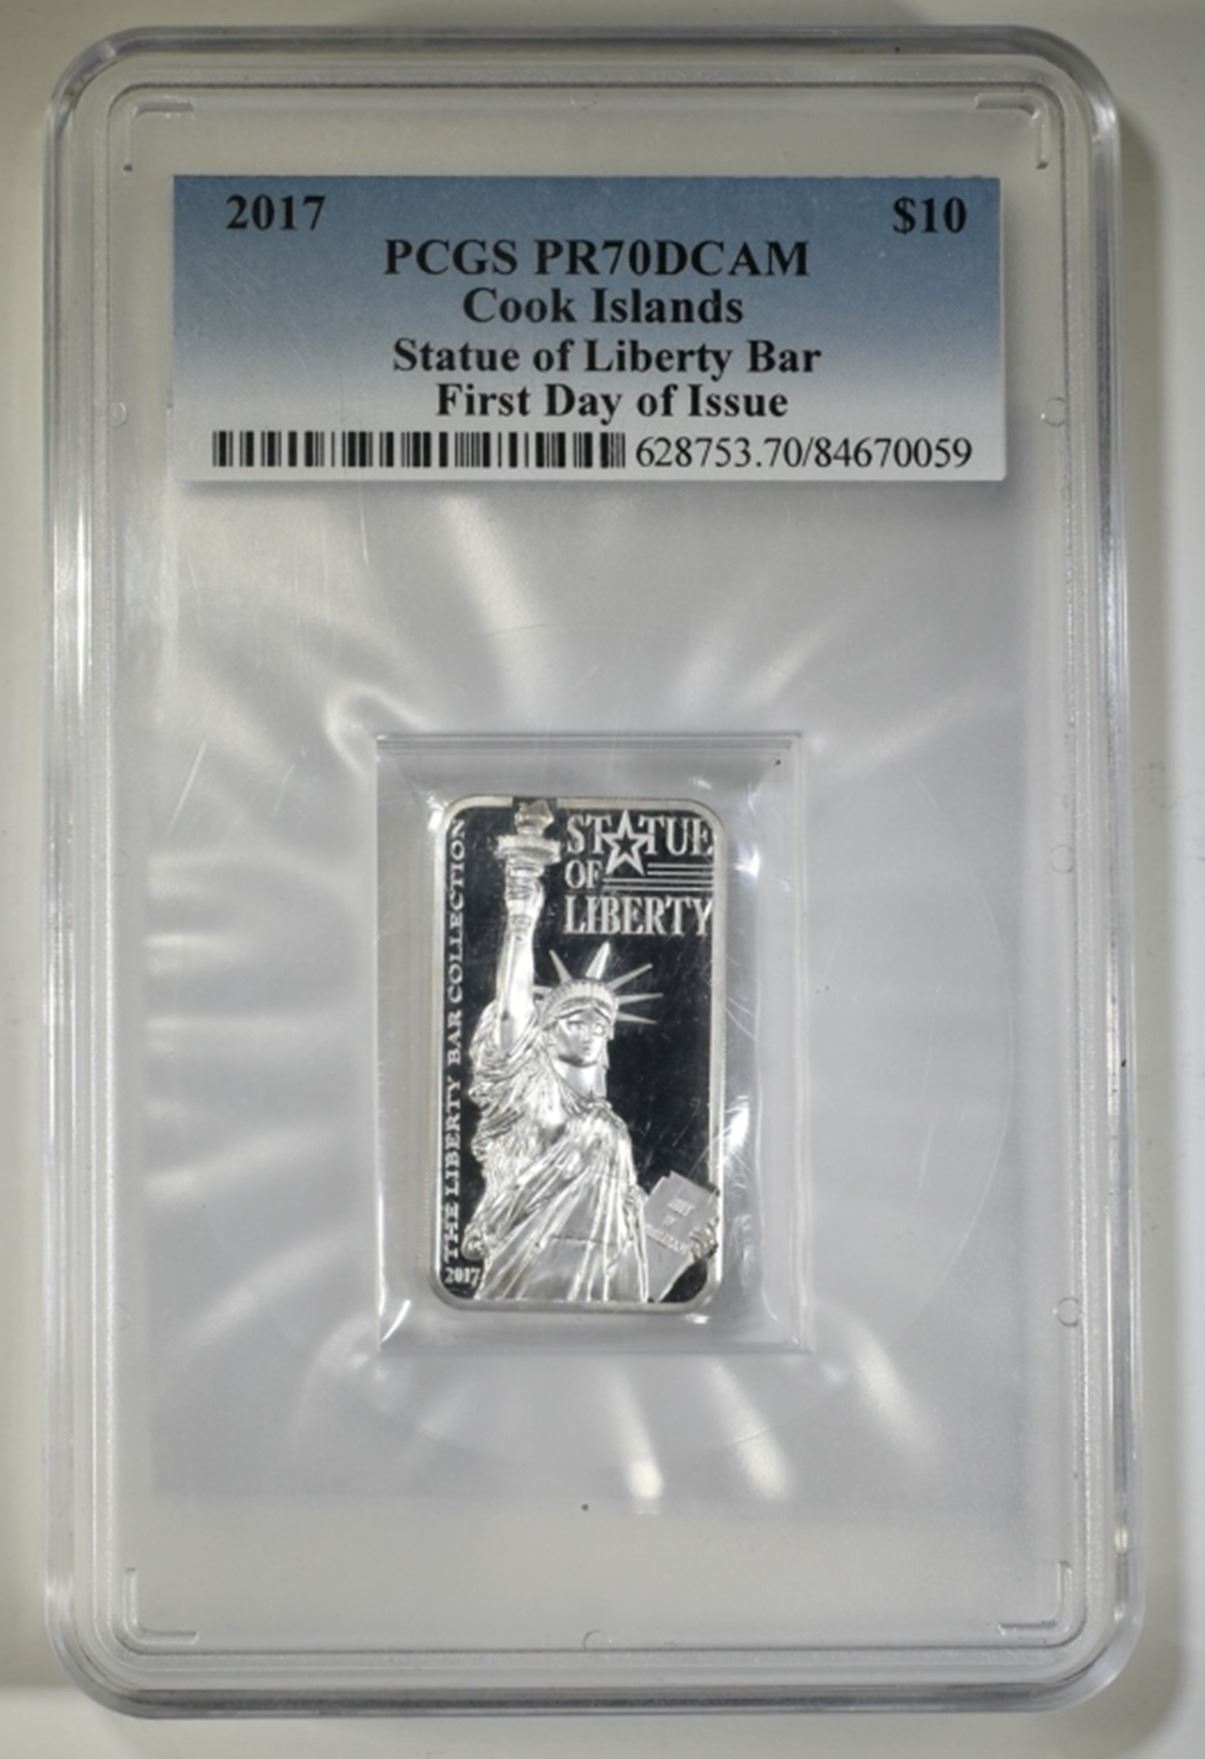 2017 $10
PCGS PR70DCAM
Cook Islands
Statue of Liberty Bar
First Day of Issue
628753.70/84670059
STATUE
OF
LIBERTY
THE LIBERTY BAR COLLECTION
2017